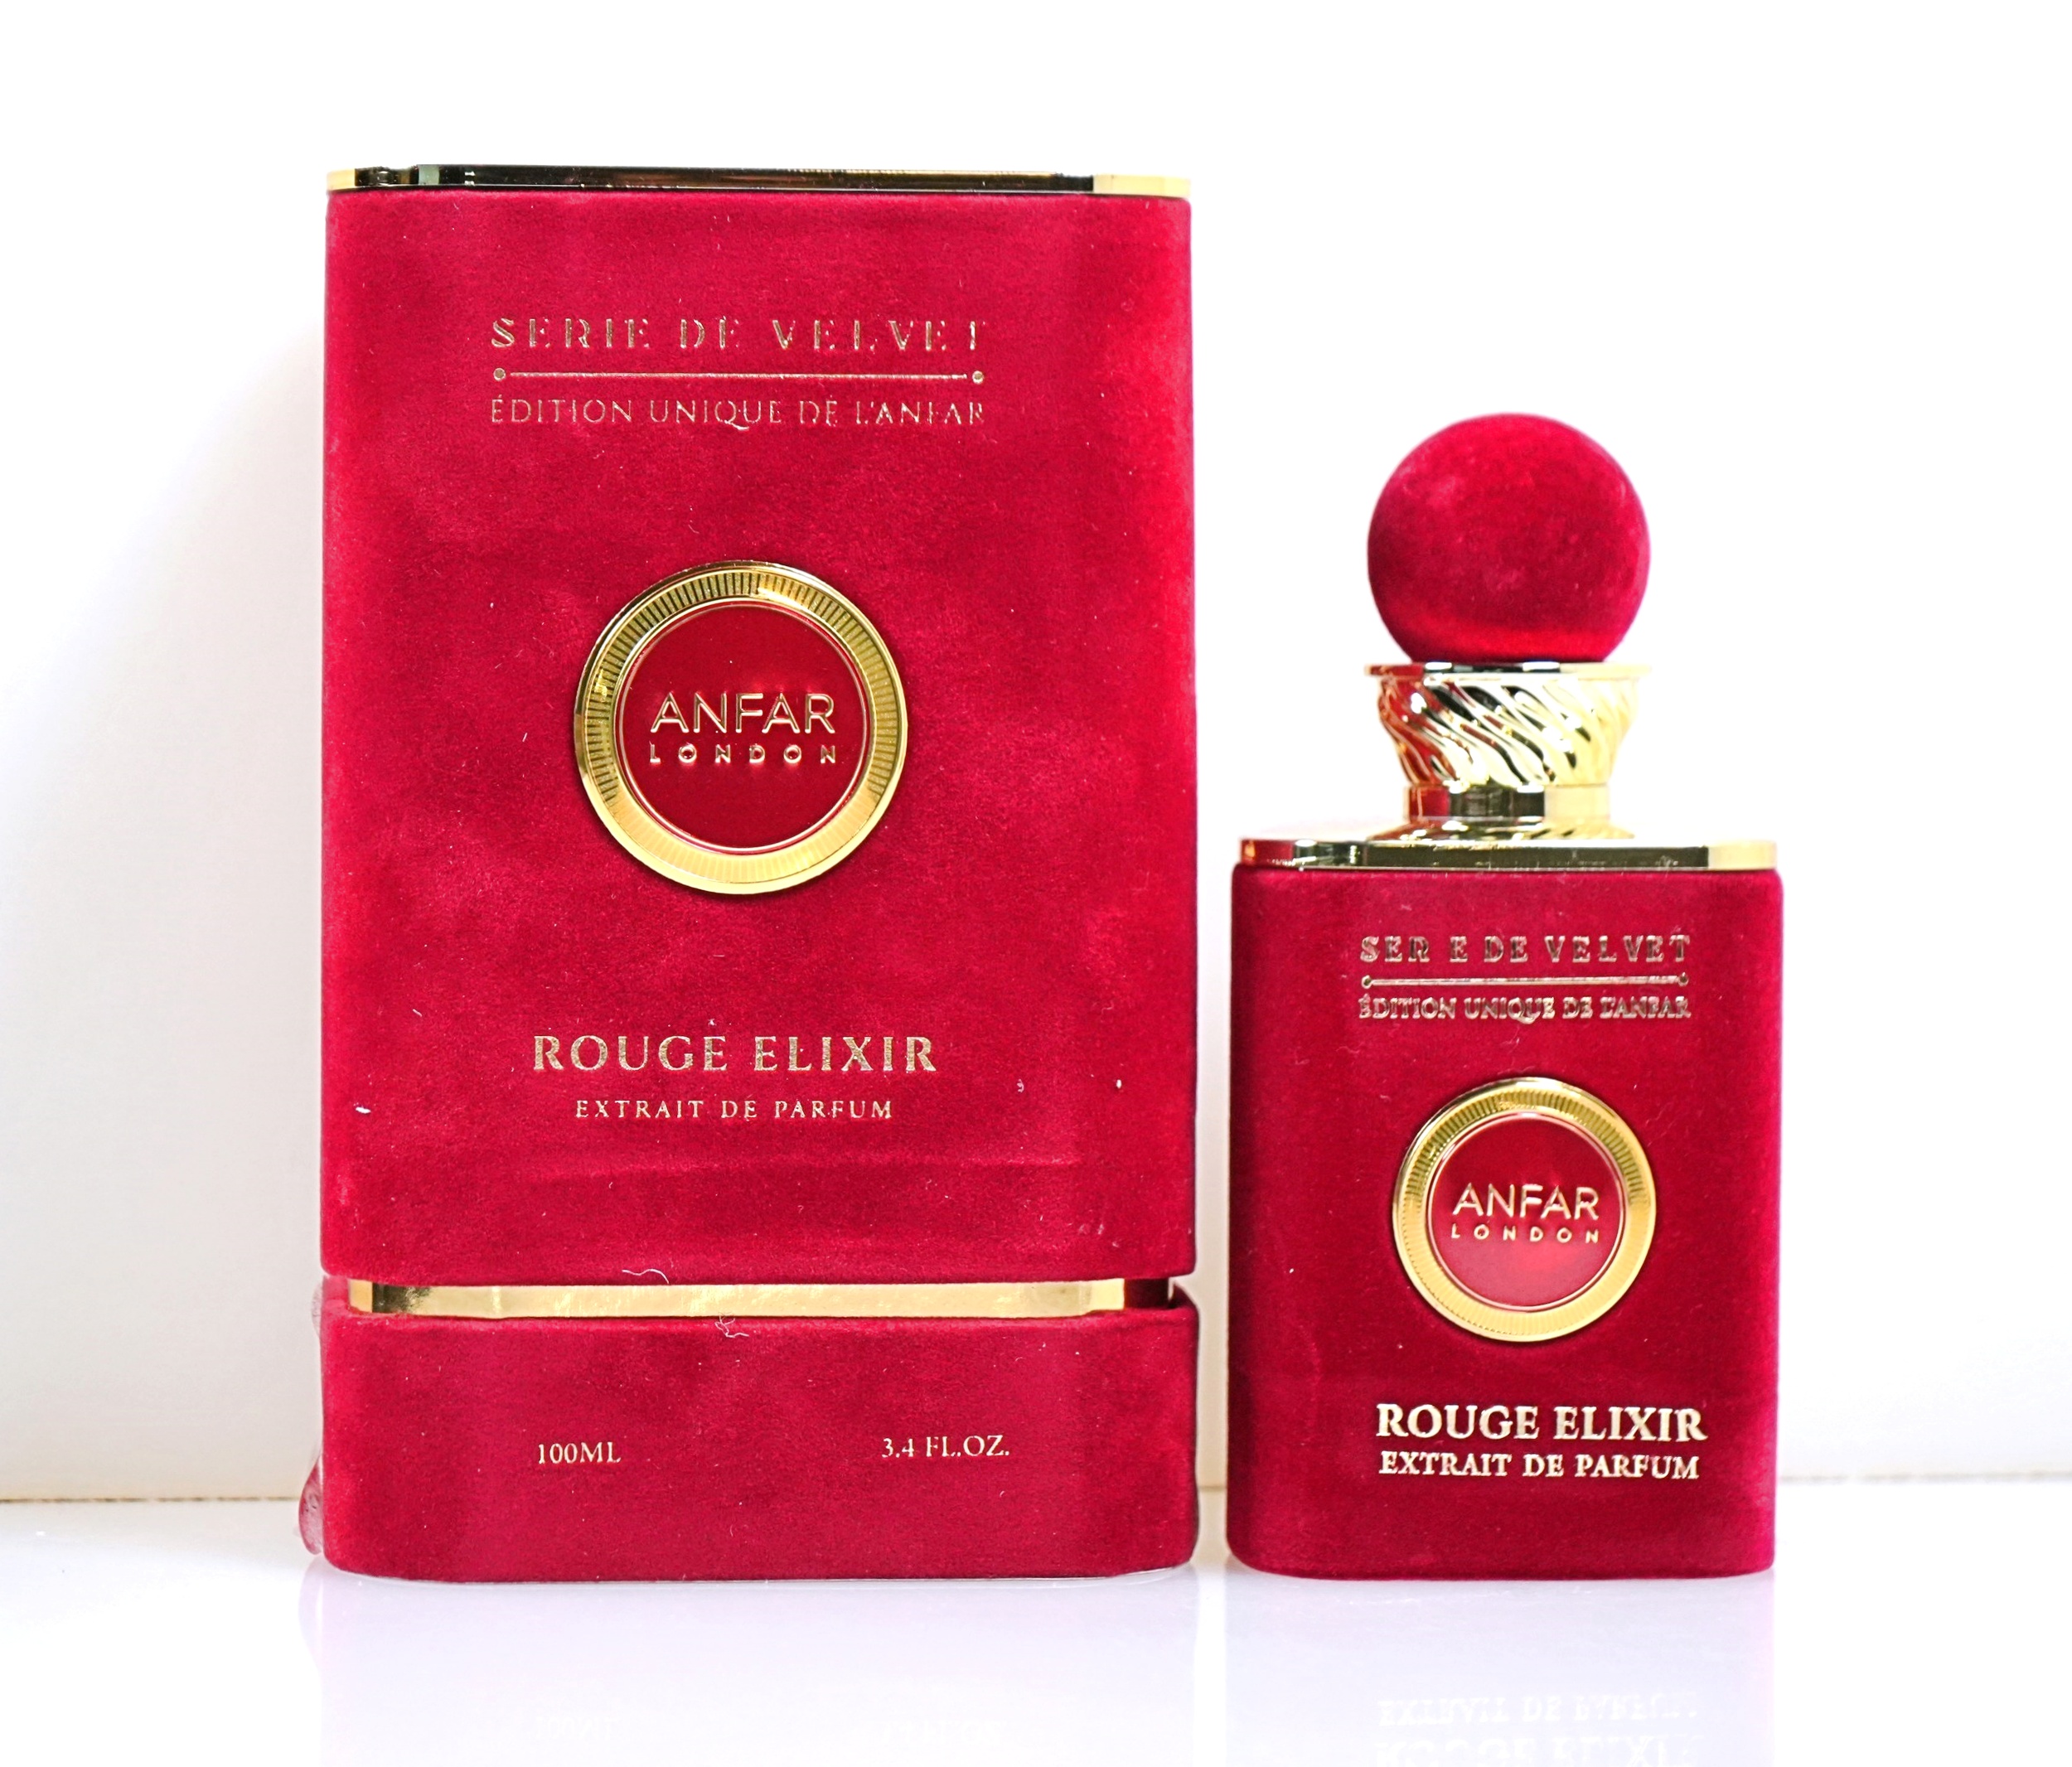 SERIE DE VELVET
ÉDITION UNIQUE DE L'ANFAR
ANFAR
LONDON
ROUGE ELIXIR
EXTRAIT DE PARFUM
100ML
3.4 FL.OZ.
SERIE DE VELVET
ÉDITION UNIQUE DE L'ANFAR
ANFAR
LONDON
ROUGE ELIXIR
EXTRAIT DE PARFUM